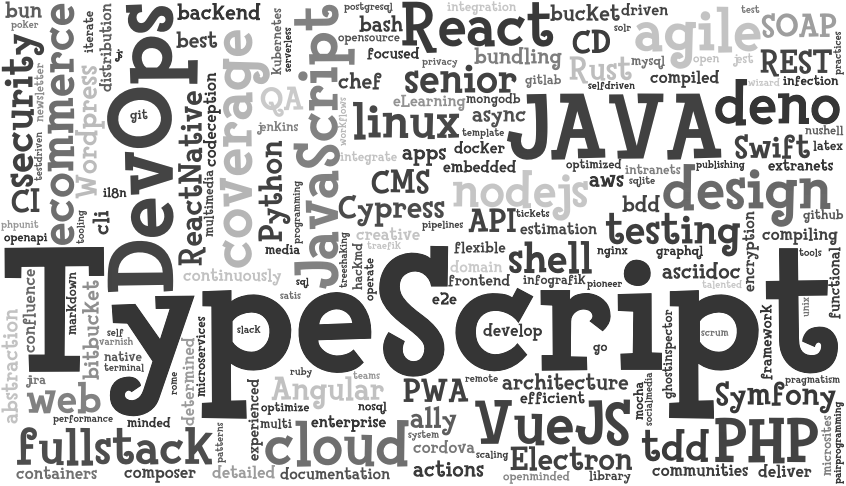 bun
poker
security
CI
testdriven
newsletter
ecommerce
Wordpress
iterate
distribution
DevOps
git
backend
best
ReactNative
multimedia
codeception
coverage
kubernetes
serverless
QA
jenkins
Python
media
programming
JavaScript
postgresql
bash
opensource
focused
integration
React
bucket
driven
solr
CD
agile
test
SOAP
practices
privacy
bundling
gitlab
Rust
mysql
open
jest
REST
chef
senior
selfdriven
compiled
wizard
infection
workflows
eLearning
mongodb
linux
template
async
JAVA
deno
nushell
integrate
apps
docker
embedded
optimized
intranets
publishing
Swift
latex
extranets
CMS
nodejs
aws
sqlite
design
Cypress
API
tickets
bdd
github
phpunit
openapi
tooling
cli
i18n
pipelines
creative
traefik
estimation
testing
encryption
compiling
continuously
satis
sql
treeshaking
hackmd
operate
flexible
domain
frontend
shell
nginx
graphql
asciidoc
tools
functional
infografik
pioneer
talented
unix
e2e
TypeScript
abstraction
confluence
markdown
bitbucket
self
varnish
native
terminal
rome
microservices
slack
develop
go
ghostinspector
scrum
framework
jira
web
performance
determined
minded
patterns
experienced
ruby
teams
Angular
optimize
nosql
multi
enterprise
PWA
remote
architecture
efficient
mocha
socialmedia
pragmatism
Symfony
fullstack
cloud
ally
system
cordova
scaling
VueJS
Electron
tdd
PHP
microsites
pairprogramming
containers
composer
detailed
documentation
actions
openminded
library
communities
deliver